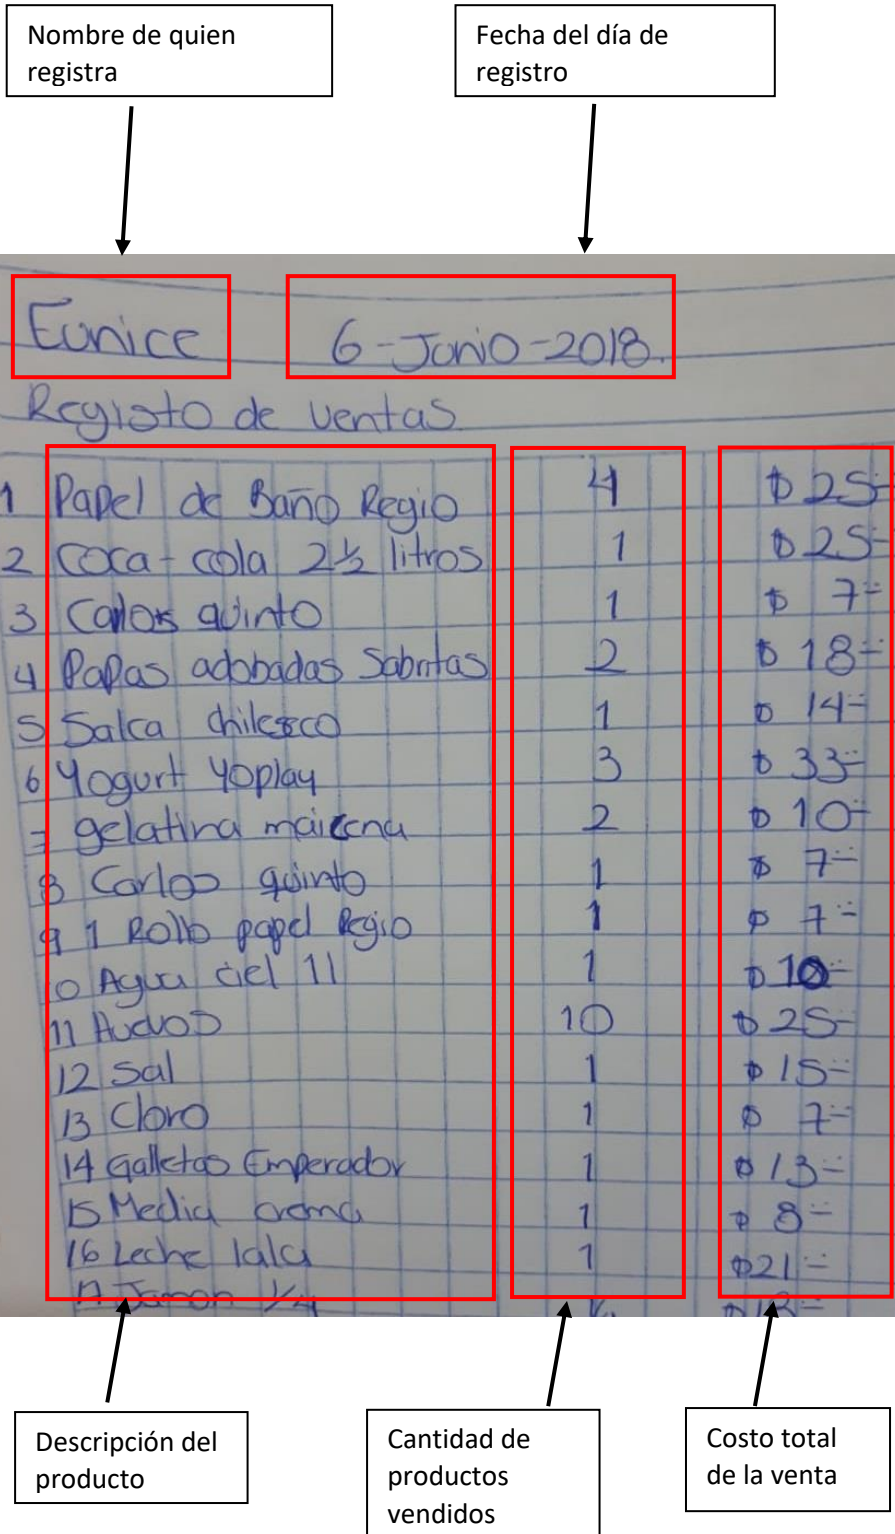 Nombre de quien
registra
Fecha del día de
registro
Eunice 6-Junio-2018.
Registo de ventas
1 Papel de Baño Regio 4 $25=
2 Coca-cola 2½ litros 1 $25=
3 Carlos quinto 1 $ 7=
4 Papas adobadas Sabritas 2 $18=
5 Salsa 1 $14=
6 Yogurt Yoplay 3 $33=
7 gelatina maicena 2 $10=
8 Carlos quinto 1 $ 7=
9 1 Rollo papel Regio 1 $ 7=
10 Agua ciel 1l 1 $10=
11 Huevos 10 $25=
12 Sal 1 $15=
13 Cloro 1 $ 7=
14 Galletas Emperador 1 $13=
15 Media crema 1 $ 8=
16 Leche lala 1 $21=
17 Jamon 1/4
Descripción del
producto
Cantidad de
productos
vendidos
Costo total
de la venta